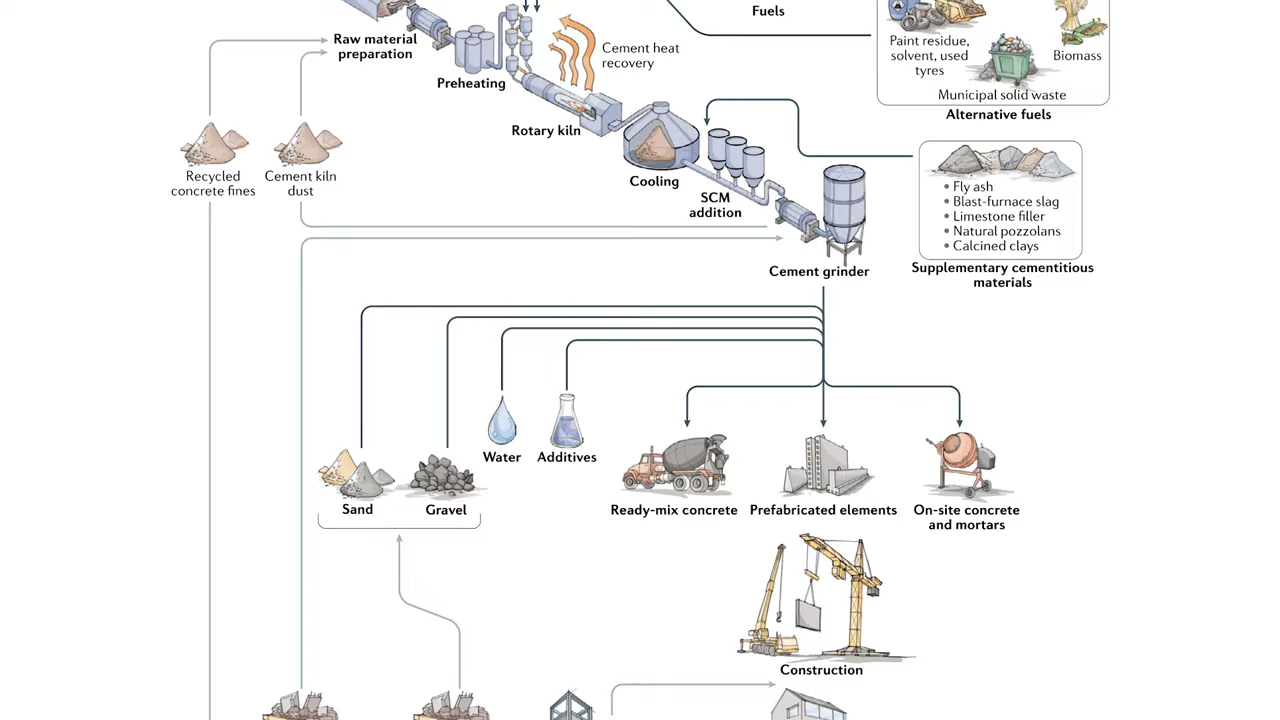 Fuels
Raw material
preparation
Cement heat
recovery
Preheating
Rotary kiln
Paint residue,
solvent, used
tyres
Biomass
Municipal solid waste
Alternative fuels
Recycled
concrete fines
Cement kiln
dust
Cooling
SCM
addition
• Fly ash
• Blast-furnace slag
• Limestone filler
• Natural pozzolans
• Calcined clays
Supplementary cementitious
materials
Cement grinder
Water
Additives
Sand
Gravel
Ready-mix concrete
Prefabricated elements
On-site concrete
and mortars
Construction